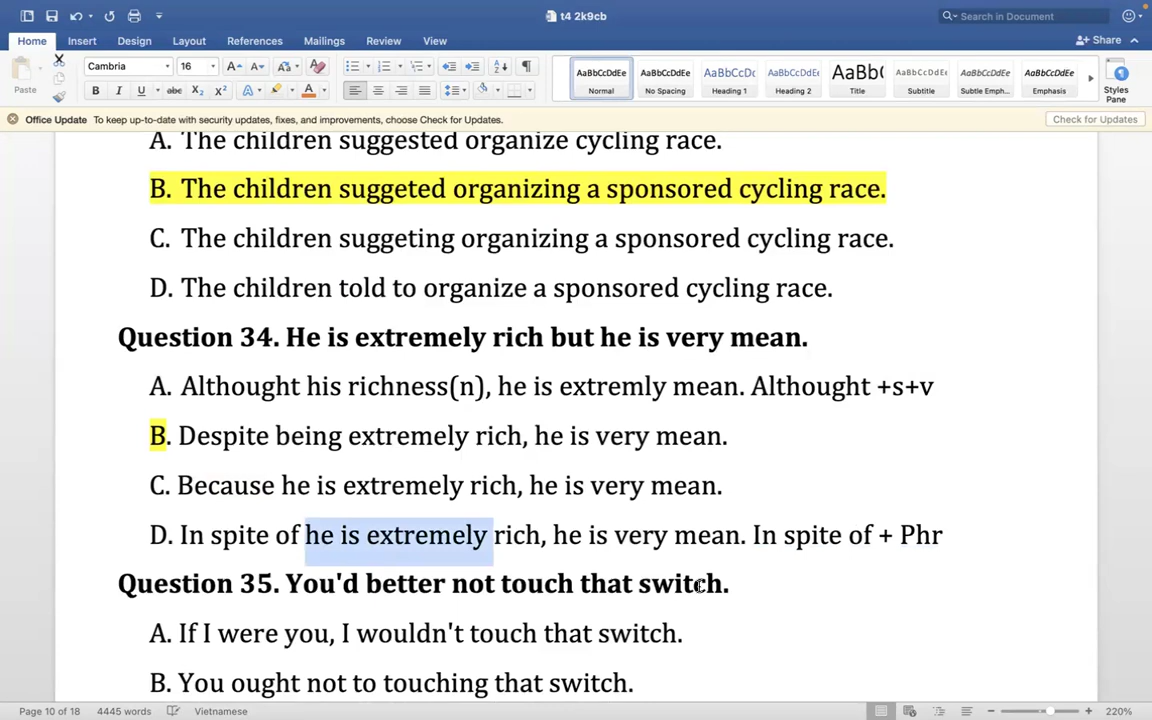 t4 2k9cb
Search in Document
Home Insert Design Layout References Mailings Review View
Share
Paste
Cambria 16
AaBbCcDdEe AaBbCcDdEe AaBbCcDc AaBbCcDdEe AaBb( AaBbCcDdEe AaBbCcDdEe AaBbCcDdEe
Normal No Spacing Heading 1 Heading 2 Title Subtitle Subtle Emph... Emphasis
Styles Pane
Office Update To keep up-to-date with security updates, fixes, and improvements, choose Check for Updates. Check for Updates
A. The children suggested organize cycling race.
B. The children suggeted organizing a sponsored cycling race.
C. The children suggeting organizing a sponsored cycling race.
D. The children told to organize a sponsored cycling race.
Question 34. He is extremely rich but he is very mean.
A. Althought his richness(n), he is extremly mean. Althought +s+v
B. Despite being extremely rich, he is very mean.
C. Because he is extremely rich, he is very mean.
D. In spite of he is extremely rich, he is very mean. In spite of + Phr
Question 35. You'd better not touch that switch.
A. If I were you, I wouldn't touch that switch.
B. You ought not to touching that switch.
Page 10 of 18 4445 words Vietnamese 220%